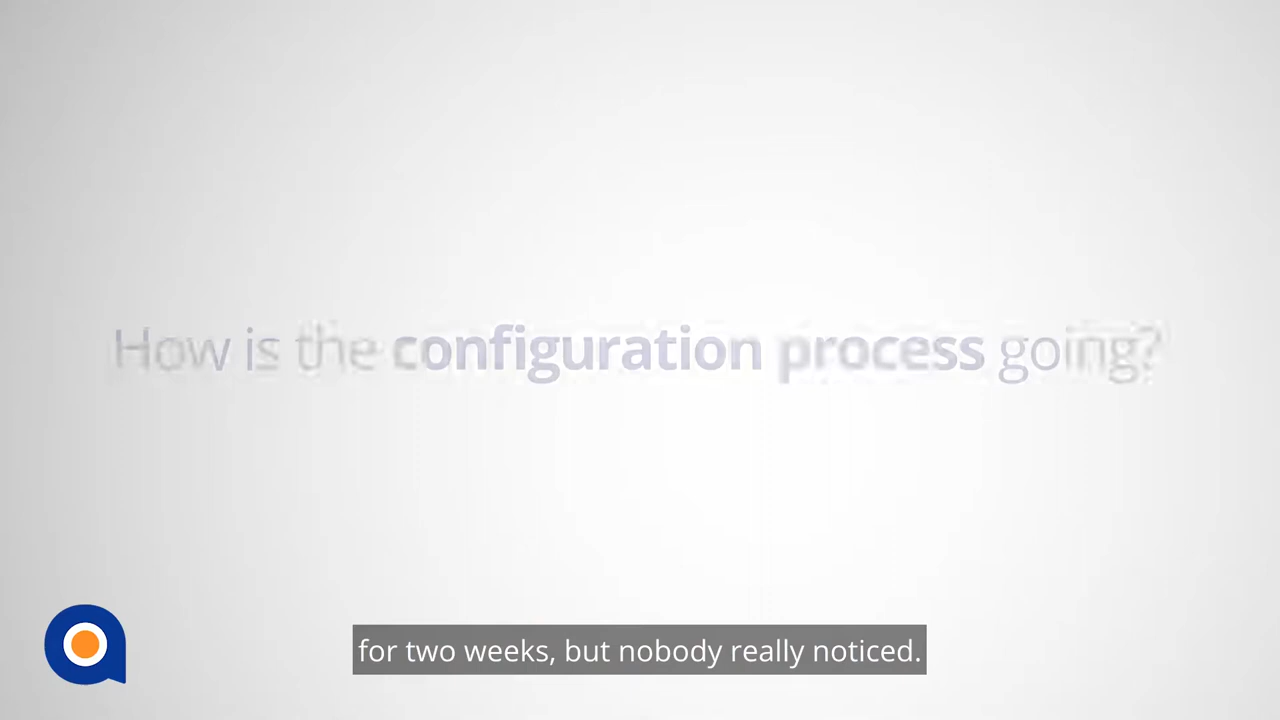 How is the configuration process going?
for two weeks, but nobody really noticed.